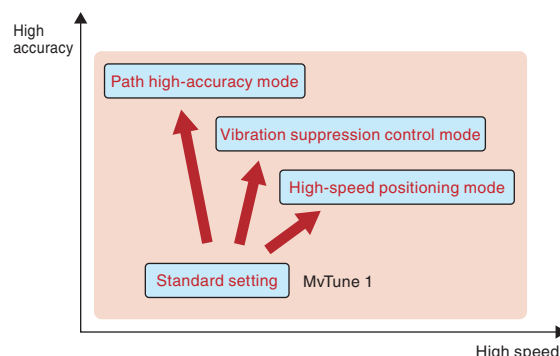 High
accuracy
Path high-accuracy mode
Vibration suppression control mode
High-speed positioning mode
Standard setting MvTune 1
High speed